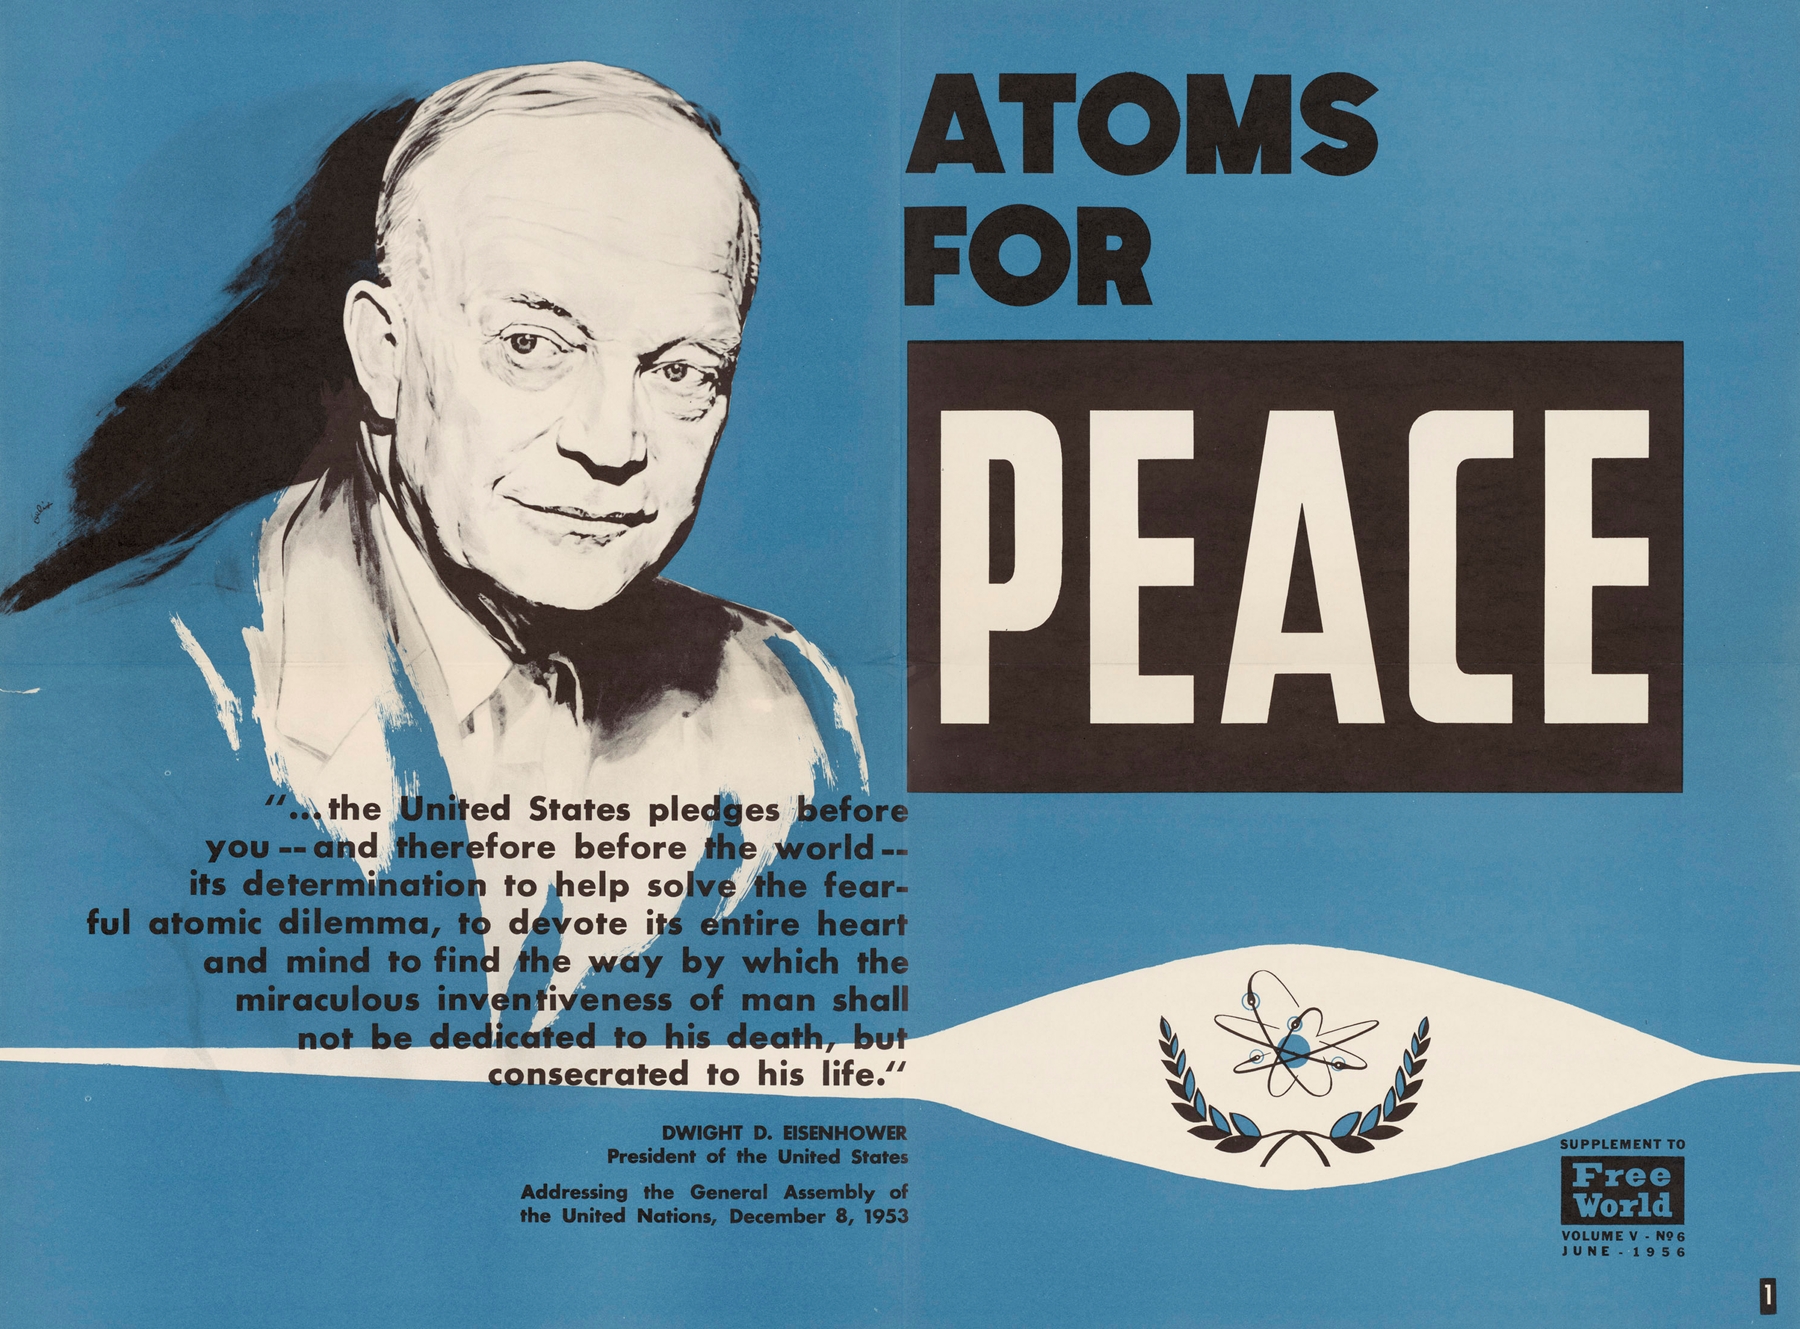 ATOMS
FOR
PEACE
“...the United States pledges before
you -- and therefore before the world --
its determination to help solve the fear-
ful atomic dilemma, to devote its entire heart
and mind to find the way by which the
miraculous inventiveness of man shall
not be dedicated to his death, but
consecrated to his life.“
DWIGHT D. EISENHOWER
President of the United States
Addressing the General Assembly of
the United Nations, December 8, 1953
SUPPLEMENT TO
Free
World
VOLUME V - Nº 6
JUNE - 1956
1